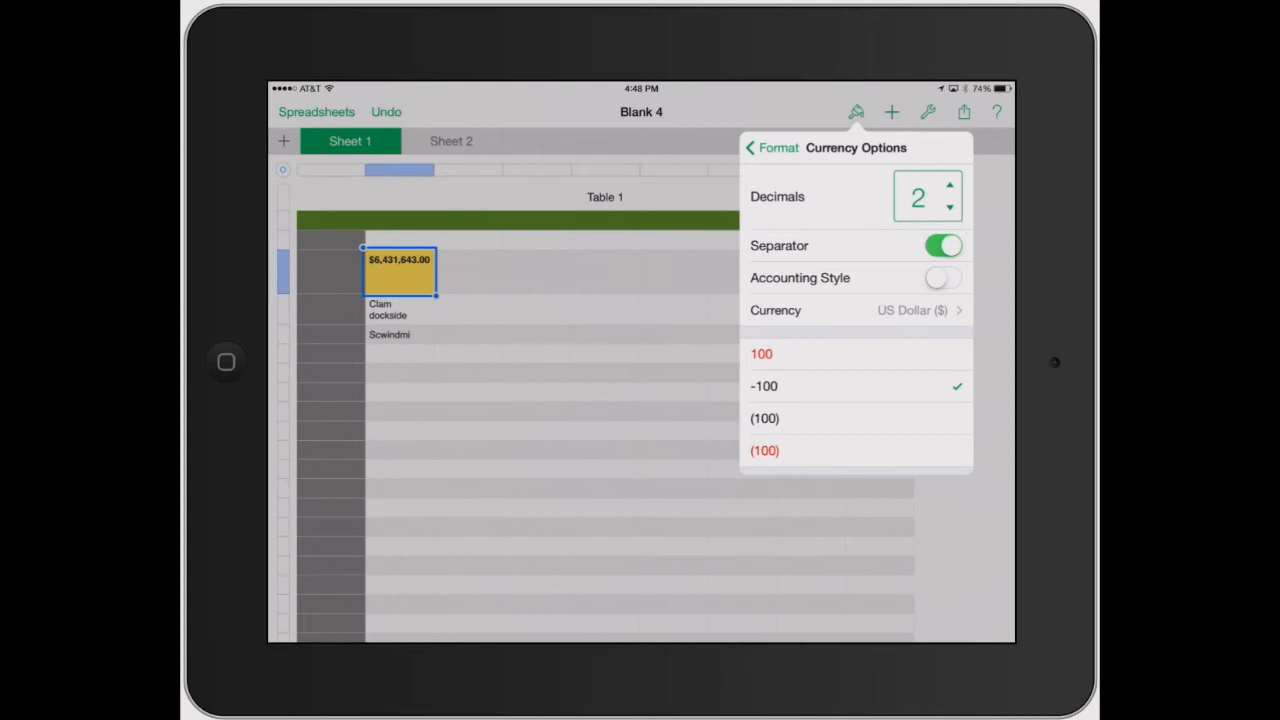 AT&T 4:48 PM 74%
Spreadsheets Undo Blank 4 ?
Sheet 1 Sheet 2
Format Currency Options
Table 1
Decimals 2
Separator
$6,431,643.00
Accounting Style
Clam
dockside
Currency US Dollar ($)
Scwindmi
100
-100
(100)
(100)